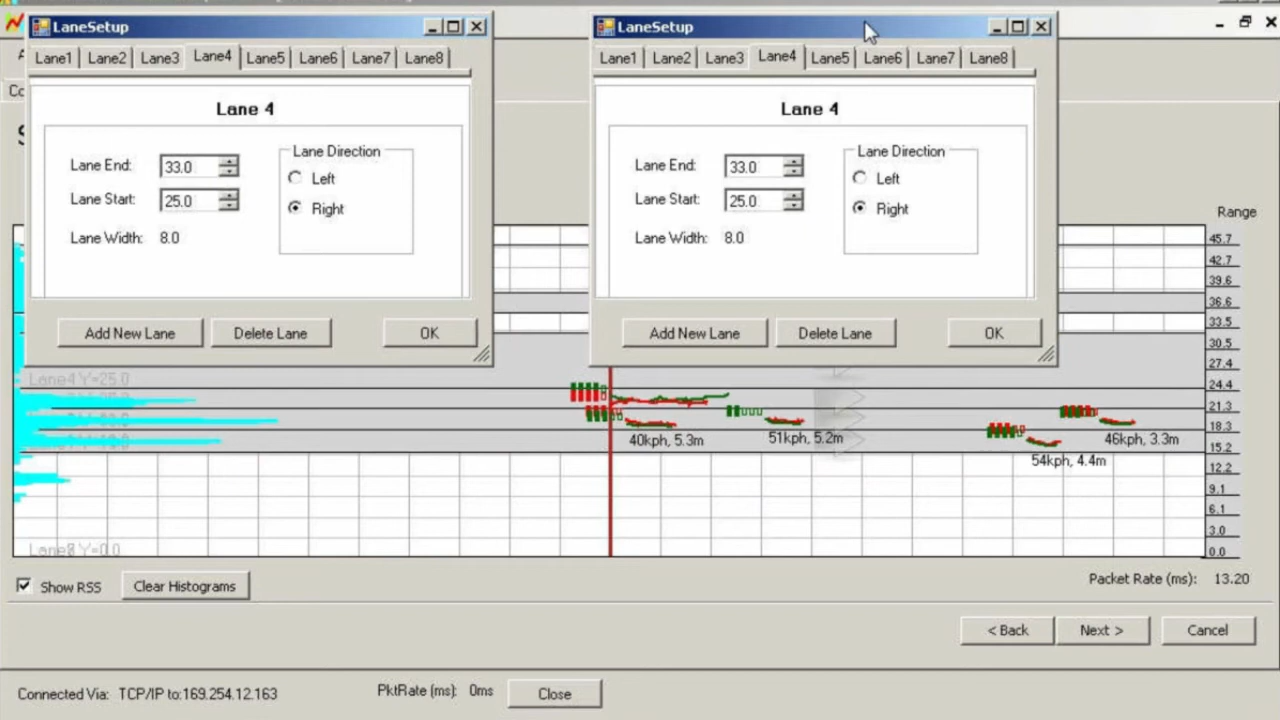 LaneSetup
Lane1 Lane2 Lane3 Lane4 Lane5 Lane6 Lane7 Lane8
Lane 4
Lane End: 33.0
Lane Start: 25.0
Lane Width: 8.0
Lane Direction
Left
Right
Add New Lane Delete Lane OK
LaneSetup
Lane1 Lane2 Lane3 Lane4 Lane5 Lane6 Lane7 Lane8
Lane 4
Lane End: 33.0
Lane Start: 25.0
Lane Width: 8.0
Lane Direction
Left
Right
Add New Lane Delete Lane OK
Range
45.7
42.7
39.6
36.6
33.5
30.5
27.4
24.4
21.3
18.3
15.2
12.2
9.1
6.1
3.0
0.0
Lane4 Y=25.0
40kph, 5.3m
51kph, 5.2m
46kph, 3.3m
54kph, 4.4m
Show RSS Clear Histograms
Packet Rate (ms): 13.20
< Back Next > Cancel
Connected Via: TCP/IP to:169.254.12.163 PktRate (ms): 0ms Close